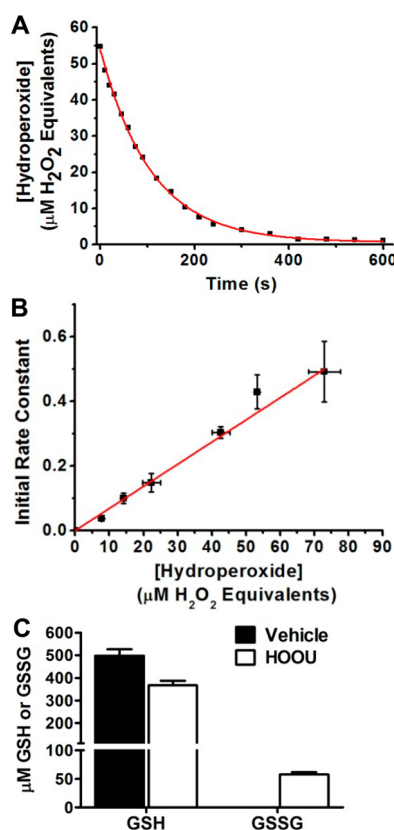 A
[Hydroperoxide]
(µM H₂O₂ Equivalents)
60
50
40
30
20
10
0
0 200 400 600
Time (s)
B
Initial Rate Constant
0.6
0.4
0.2
0.0
0 10 20 30 40 50 60 70 80 90
[Hydroperoxide]
(µM H₂O₂ Equivalents)
C
µM GSH or GSSG
600
500
400
300
200
100
50
0
Vehicle
HOOU
GSH GSSG